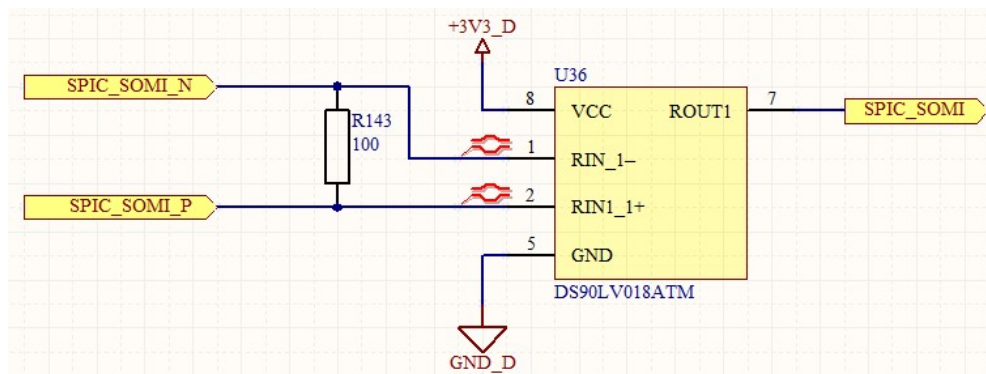 +3V3_D
U36
SPIC_SOMI_N
8
VCC
ROUT1
7
SPIC_SOMI
R143
100
1
RIN_1–
SPIC_SOMI_P
2
RIN1_1+
5
GND
DS90LV018ATM
GND_D